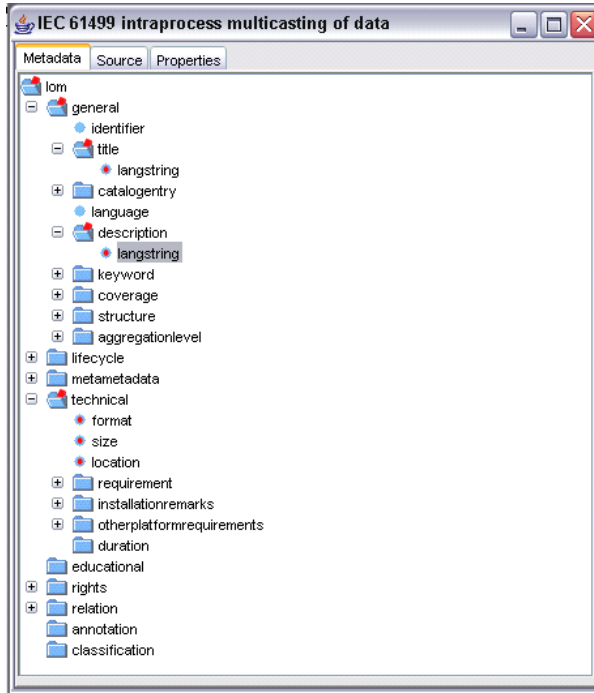 IEC 61499 intraprocess multicasting of data
Metadata Source Properties
lom
general
identifier
title
langstring
catalogentry
language
description
langstring
keyword
coverage
structure
aggregationlevel
lifecycle
metametadata
technical
format
size
location
requirement
installationremarks
otherplatformrequirements
duration
educational
rights
relation
annotation
classification